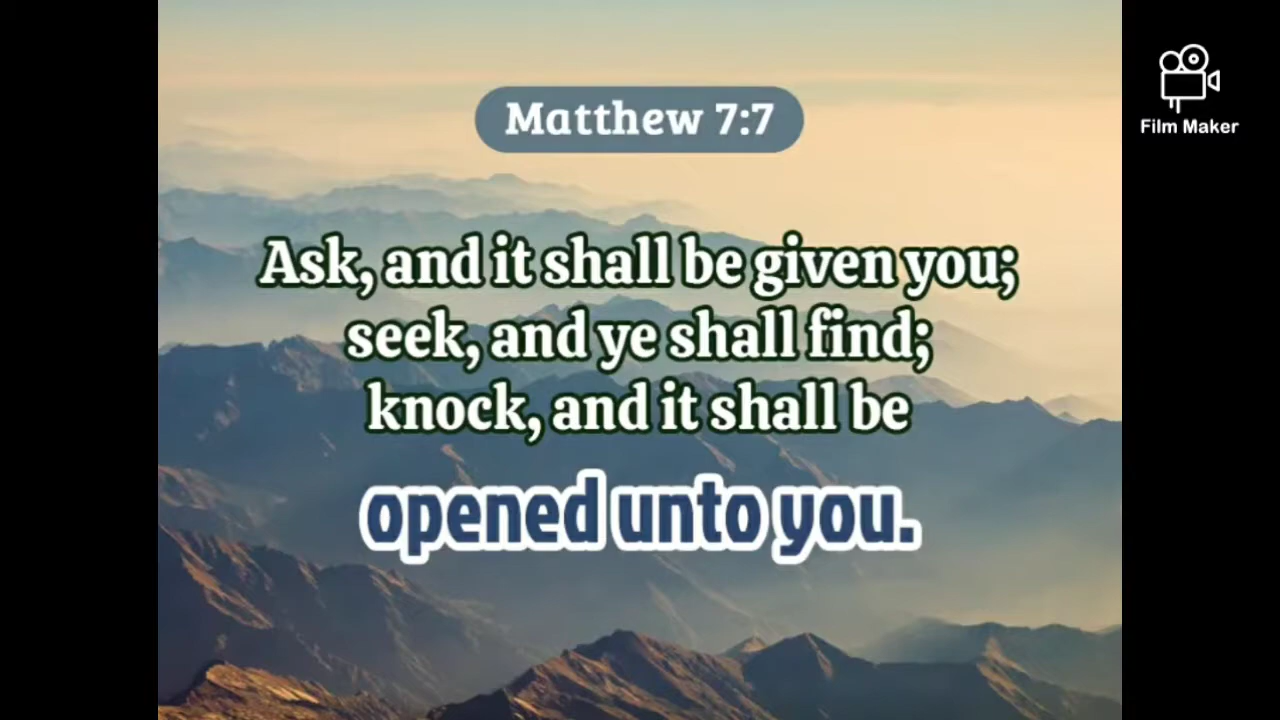 Matthew 7:7
Film Maker
Ask, and it shall be given you;
seek, and ye shall find;
knock, and it shall be
opened unto you.